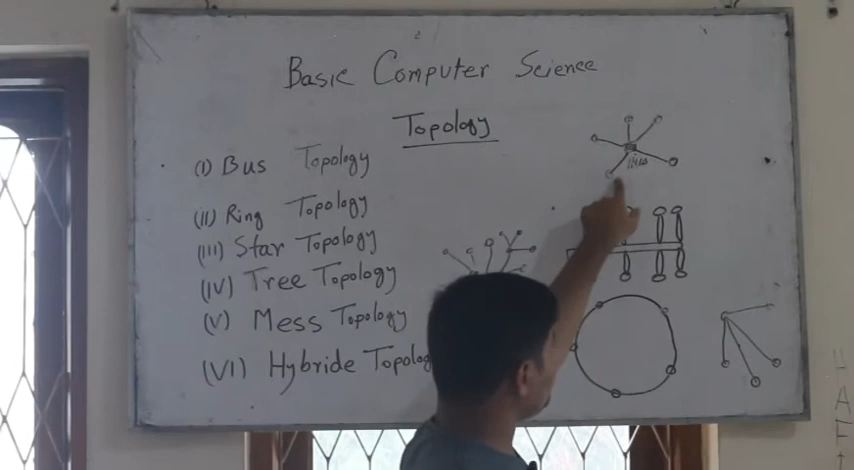 Basic Computer Science
Topology
(I) Bus Topology
(II) Ring Topology
(III) Star Topology
(IV) Tree Topology
(V) Mess Topology
(VI) Hybride Topolog